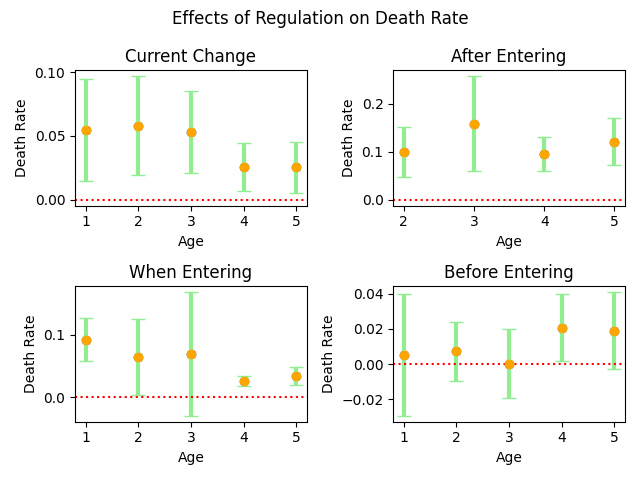 Effects of Regulation on Death Rate
Current Change
Death Rate
0.10
0.05
0.00
1 2 3 4 5
Age
After Entering
Death Rate
0.2
0.1
0.0
2 3 4 5
Age
When Entering
Death Rate
0.1
0.0
1 2 3 4 5
Age
Before Entering
Death Rate
0.04
0.02
0.00
−0.02
1 2 3 4 5
Age